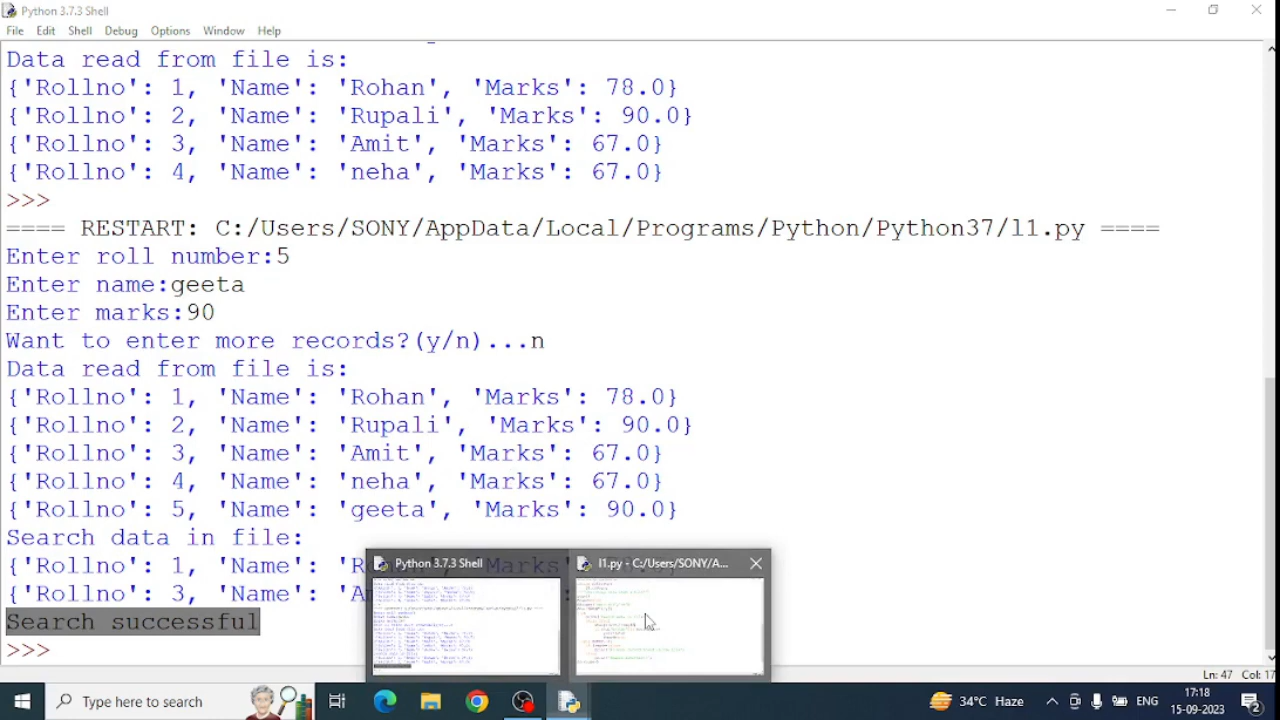 Python 3.7.3 Shell
File Edit Shell Debug Options Window Help
Data read from file is:
{'Rollno': 1, 'Name': 'Rohan', 'Marks': 78.0}
{'Rollno': 2, 'Name': 'Rupali', 'Marks': 90.0}
{'Rollno': 3, 'Name': 'Amit', 'Marks': 67.0}
{'Rollno': 4, 'Name': 'neha', 'Marks': 67.0}
>>>
==== RESTART: C:/Users/SONY/AppData/Local/Programs/Python/Python37/l1.py ====
Enter roll number:5
Enter name:geeta
Enter marks:90
Want to enter more records?(y/n)...n
Data read from file is:
{'Rollno': 1, 'Name': 'Rohan', 'Marks': 78.0}
{'Rollno': 2, 'Name': 'Rupali', 'Marks': 90.0}
{'Rollno': 3, 'Name': 'Amit', 'Marks': 67.0}
{'Rollno': 4, 'Name': 'neha', 'Marks': 67.0}
{'Rollno': 5, 'Name': 'geeta', 'Marks': 90.0}
Search data in file:
{'Rollno': 1, 'Name': 'R
{'Rollno': 3, 'Name': 'A
Search successful
>>
Python 3.7.3 Shell
l1.py - C:/Users/SONY/A...
Ln: 47 Col: 17
Type here to search
34°C Haze
ENG
17:18
15-09-2023
2